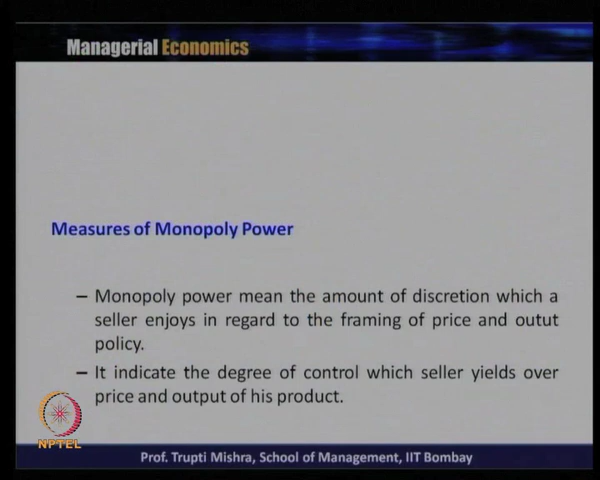 Managerial Economics
Measures of Monopoly Power
– Monopoly power mean the amount of discretion which a
seller enjoys in regard to the framing of price and outut
policy.
– It indicate the degree of control which seller yields over
price and output of his product.
NPTEL
Prof. Trupti Mishra, School of Management, IIT Bombay